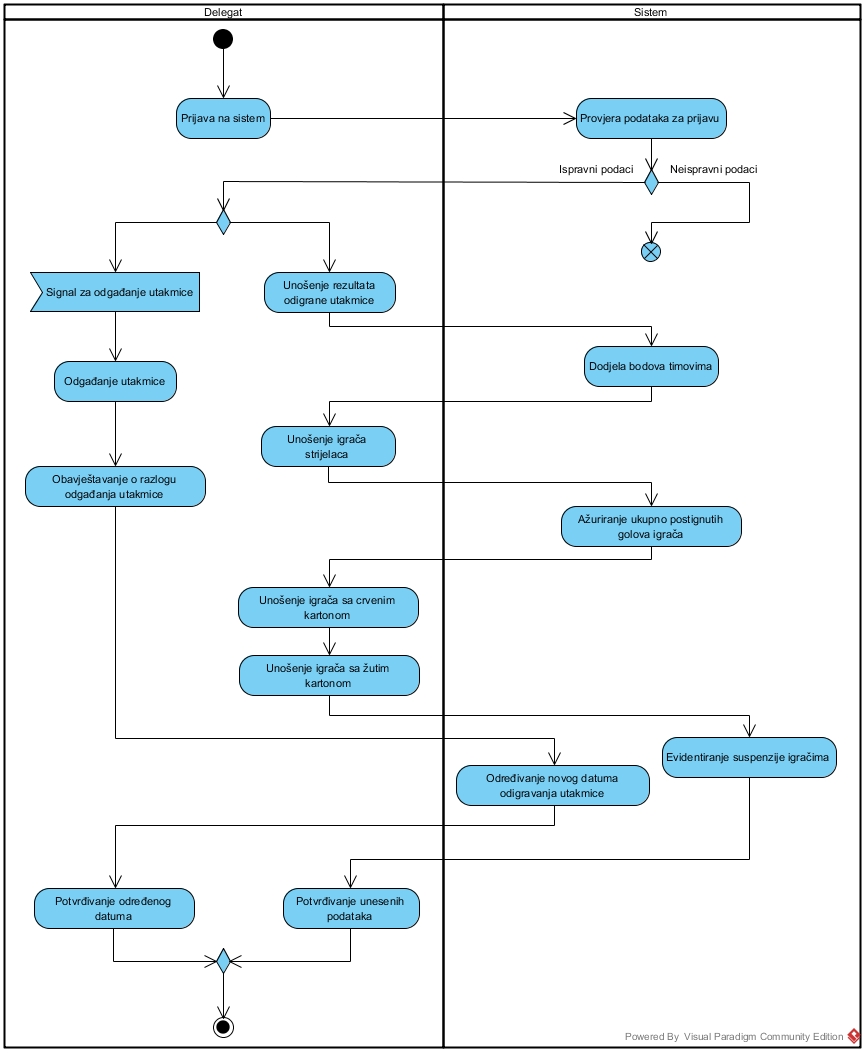 Delegat
Sistem
Prijava na sistem
Provjera podataka za prijavu
Ispravni podaci
Neispravni podaci
Signal za odgađanje utakmice
Unošenje rezultata
odigrane utakmice
Dodjela bodova timovima
Odgađanje utakmice
Unošenje igrača
strijelaca
Obavještavanje o razlogu
odgađanja utakmice
Ažuriranje ukupno postignutih
golova igrača
Unošenje igrača sa crvenim
kartonom
Unošenje igrača sa žutim
kartonom
Evidentiranje suspenzije igračima
Određivanje novog datuma
odigravanja utakmice
Potvrđivanje određenog
datuma
Potvrđivanje unesenih
podataka
Powered By Visual Paradigm Community Edition